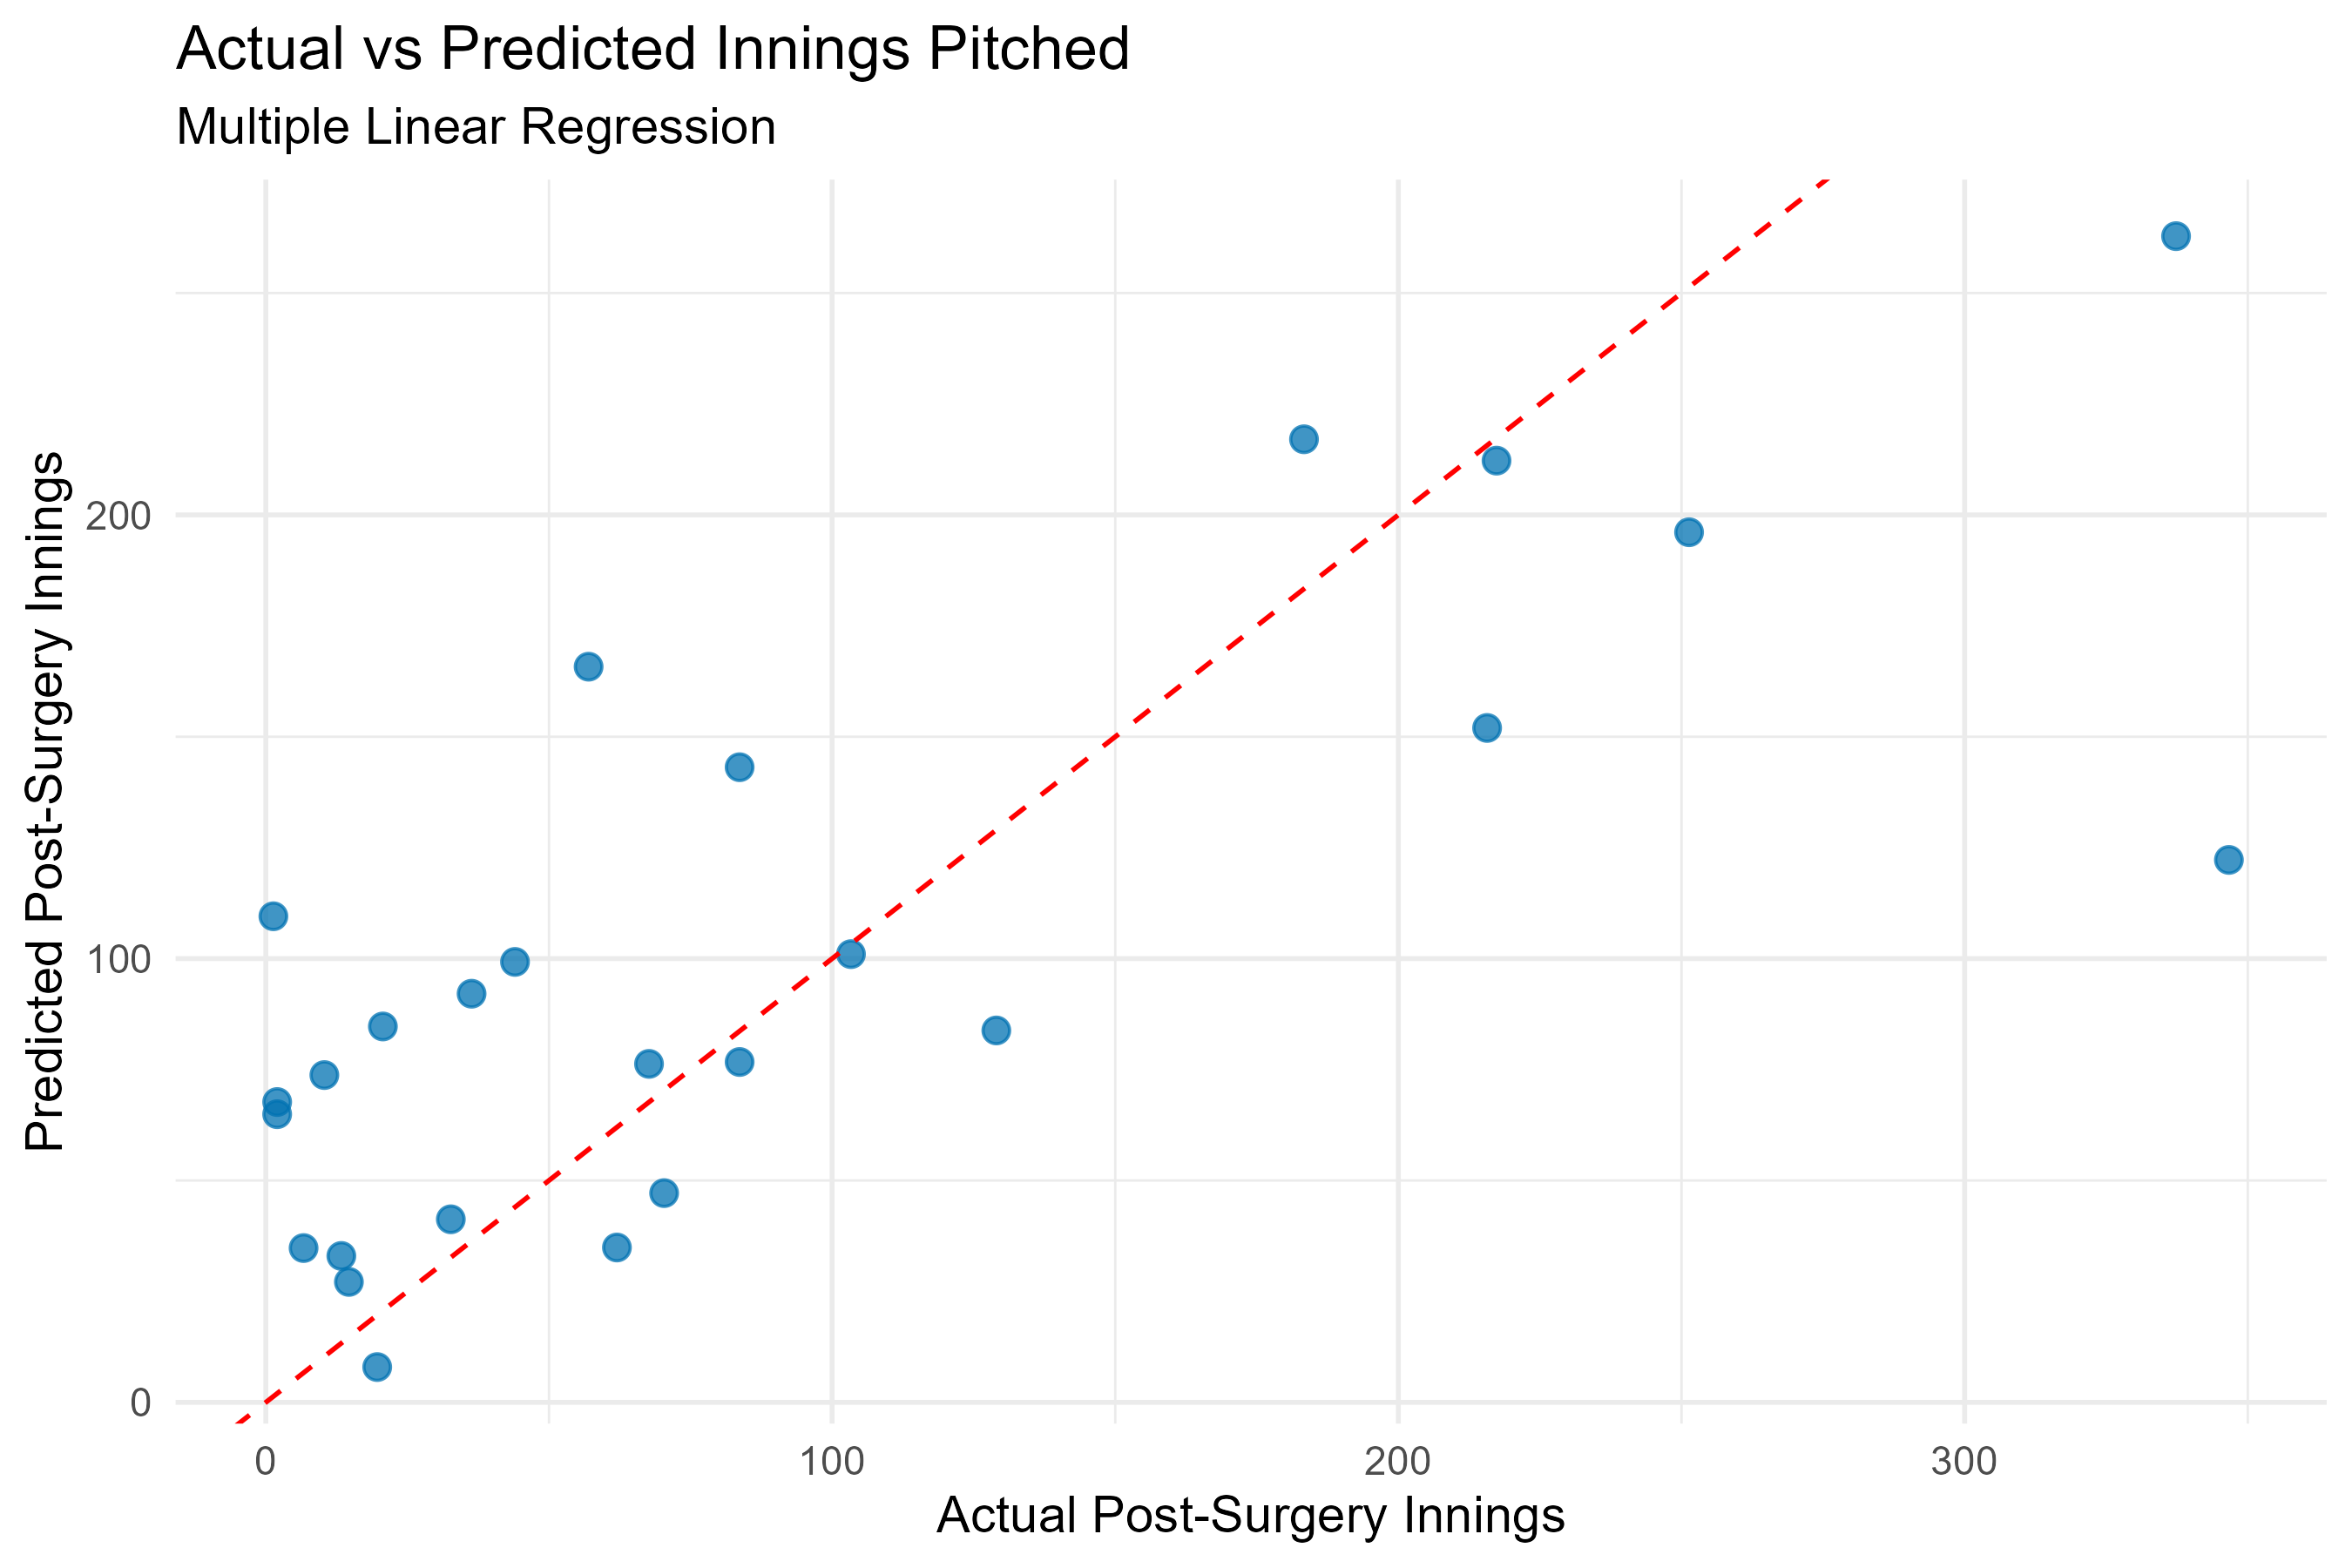 Actual vs Predicted Innings Pitched
Multiple Linear Regression
Predicted Post-Surgery Innings
200
100
0
0 100 200 300
Actual Post-Surgery Innings